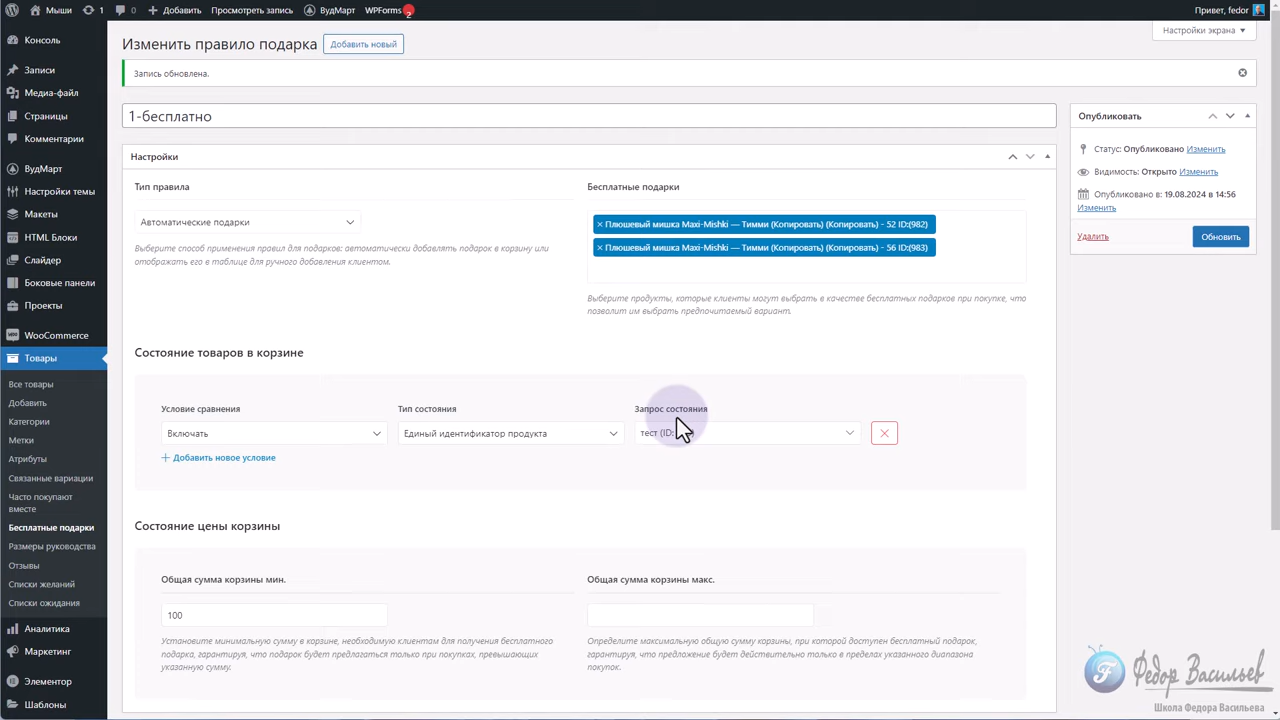 Мыши
1
0
Добавить
Просмотреть запись
ВудМарт
WPForms
2
Привет, fedor
Консоль
Записи
Медиа-файл
Страницы
Комментарии
ВудМарт
Настройки темы
Макеты
HTML Блоки
Слайдер
Боковые панели
Проекты
WooCommerce
Товары
Все товары
Добавить
Категории
Метки
Атрибуты
Связанные вариации
Часто покупают
вместе
Бесплатные подарки
Размеры руководства
Отзывы
Списки желаний
Списки ожидания
Аналитика
Маркетинг
Элементор
Шаблоны
Изменить правило подарка
Добавить новый
Настройки экрана
Запись обновлена.
1-бесплатно
Настройки
Тип правила
Автоматические подарки
Выберите способ применения правил для подарков: автоматически добавлять подарок в корзину или
отображать его в таблице для ручного добавления клиентом.
Бесплатные подарки
× Плюшевый мишка Maxi-Mishki — Тимми (Копировать) (Копировать) - 52 ID:(982)
× Плюшевый мишка Maxi-Mishki — Тимми (Копировать) (Копировать) - 56 ID:(983)
Выберите продукты, которые клиенты могут выбрать в качестве бесплатных подарков при покупке, что
позволит им выбрать предпочитаемый вариант.
Состояние товаров в корзине
Условие сравнения
Тип состояния
Запрос состояния
Включать
Единый идентификатор продукта
тест (ID:
Добавить новое условие
Состояние цены корзины
Общая сумма корзины мин.
100
Установите минимальную сумму в корзине, необходимую клиентам для получения бесплатного
подарка, гарантируя, что подарок будет предлагаться только при покупках, превышающих
указанную сумму.
Общая сумма корзины макс.
Определите максимальную общую сумму корзины, при которой доступен бесплатный подарок,
гарантируя, что предложение будет действительно только в пределах указанного диапазона
покупок.
Опубликовать
Статус: Опубликовано Изменить
Видимость: Открыто Изменить
Опубликовано в: 19.08.2024 в 14:56
Изменить
Удалить
Обновить
Федор Васильев
Школа Федора Васильева